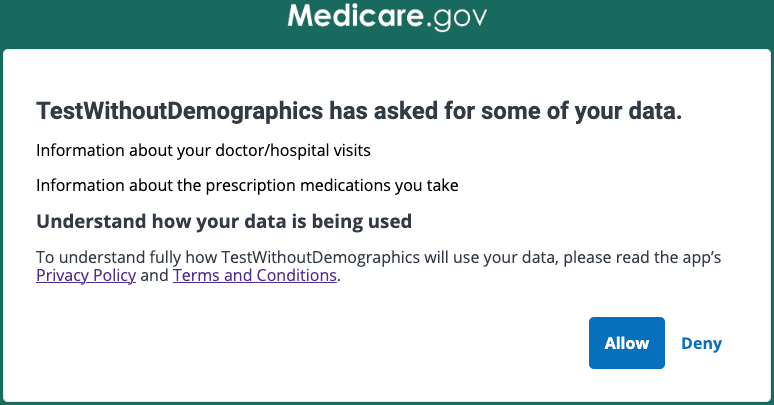 Medicare.gov
TestWithoutDemographics has asked for some of your data.
Information about your doctor/hospital visits
Information about the prescription medications you take
Understand how your data is being used
To understand fully how TestWithoutDemographics will use your data, please read the app’s
Privacy Policy and Terms and Conditions.
Allow Deny